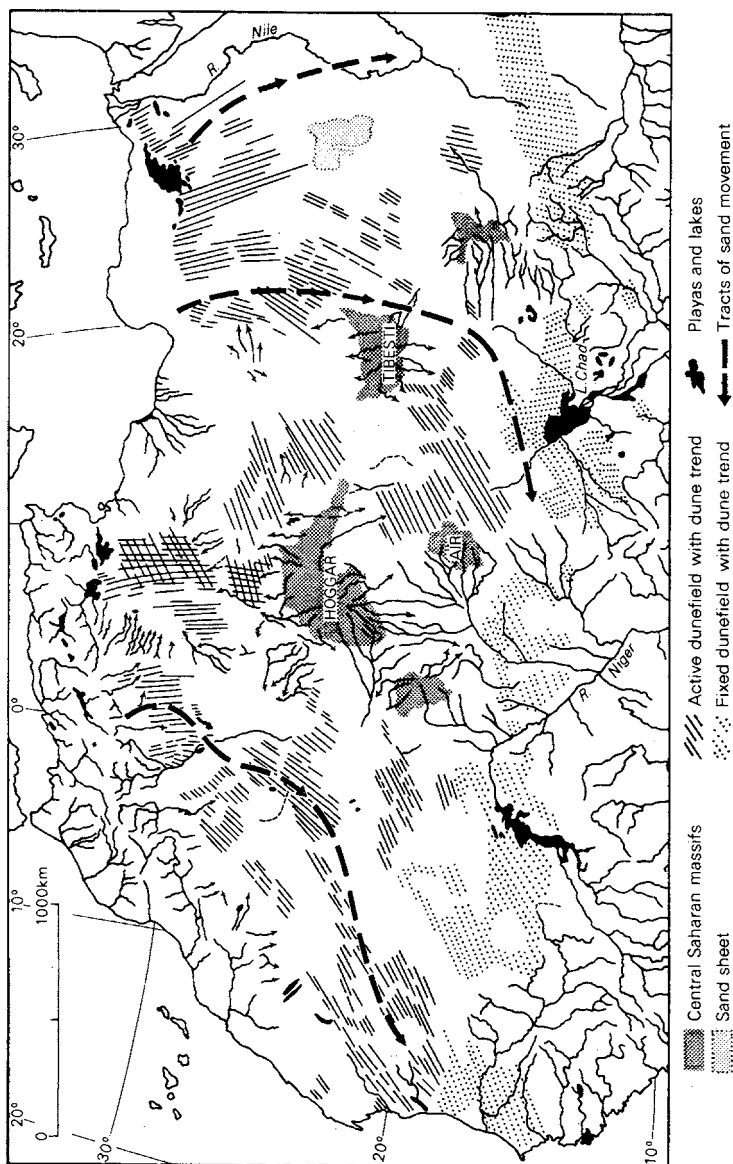 20°
10°
0°
20°
30°
0
1000km
30°
20°
10°
R.
Nile
HOGGAR
TIBESTI
AIR
R.
Niger
L.Chad
Central Saharan massifs
Sand sheet
Active dunefield with dune trend
Fixed dunefield with dune trend
Playas and lakes
Tracts of sand movement